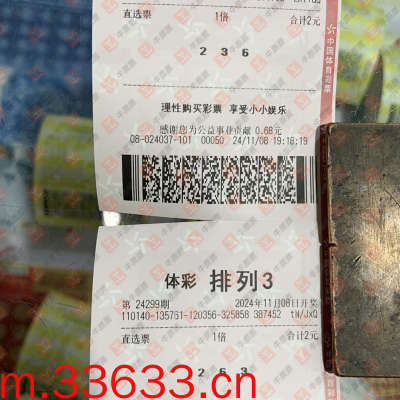 直选票 1倍 合计2元
2 3 6
理性购买彩票 享受小小娱乐
感谢您为公益事业贡献 0.68元
08-024037-101 00050 24/11/08 19:18:19
体彩 排列3
第 24299期 2024年11月08日开奖
110140-135761-120356-325858 387452 tN/JxQ
直选票 1倍 合计2元
2 6 3
m.33633.cn
中国体育彩票